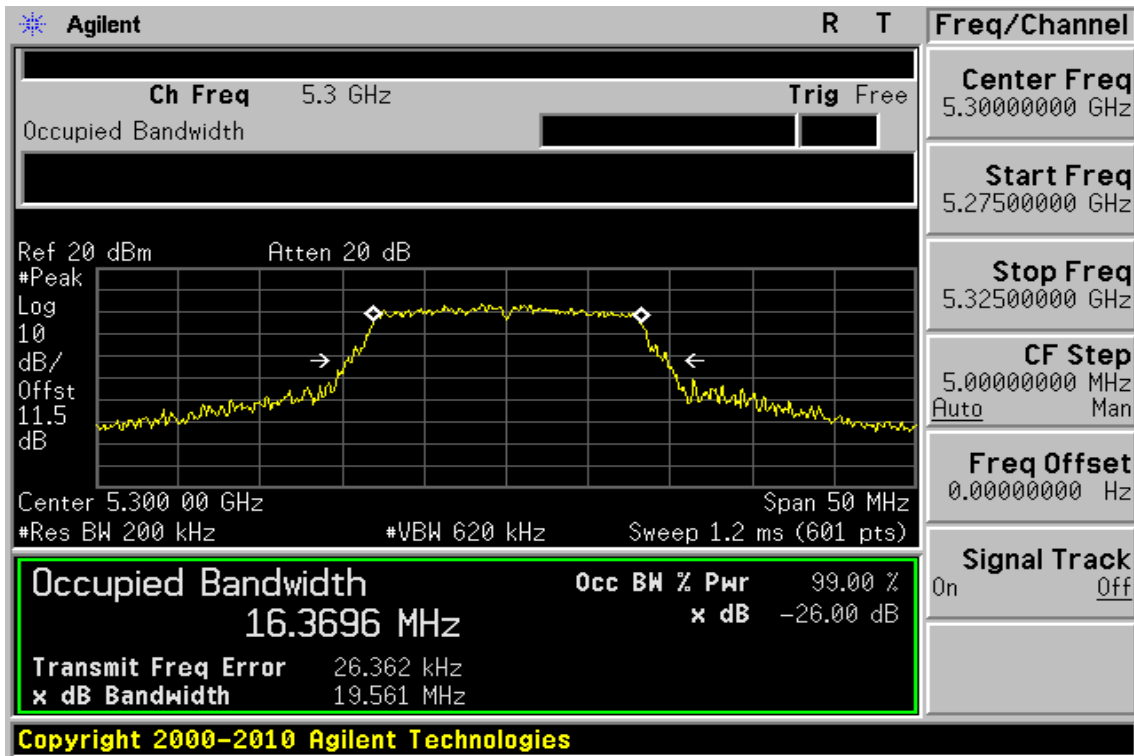 Agilent R T Freq/Channel
Ch Freq 5.3 GHz Trig Free
Occupied Bandwidth
Center Freq
5.30000000 GHz
Start Freq
5.27500000 GHz
Stop Freq
5.32500000 GHz
CF Step
5.00000000 MHz
Auto Man
Freq Offset
0.00000000 Hz
Signal Track
On Off
Ref 20 dBm Atten 20 dB
#Peak
Log
10
dB/
Offst
11.5
dB
Center 5.300 00 GHz Span 50 MHz
#Res BW 200 kHz #VBW 620 kHz Sweep 1.2 ms (601 pts)
Occupied Bandwidth Occ BW % Pwr 99.00 %
16.3696 MHz x dB -26.00 dB
Transmit Freq Error 26.362 kHz
x dB Bandwidth 19.561 MHz
Copyright 2000-2010 Agilent Technologies